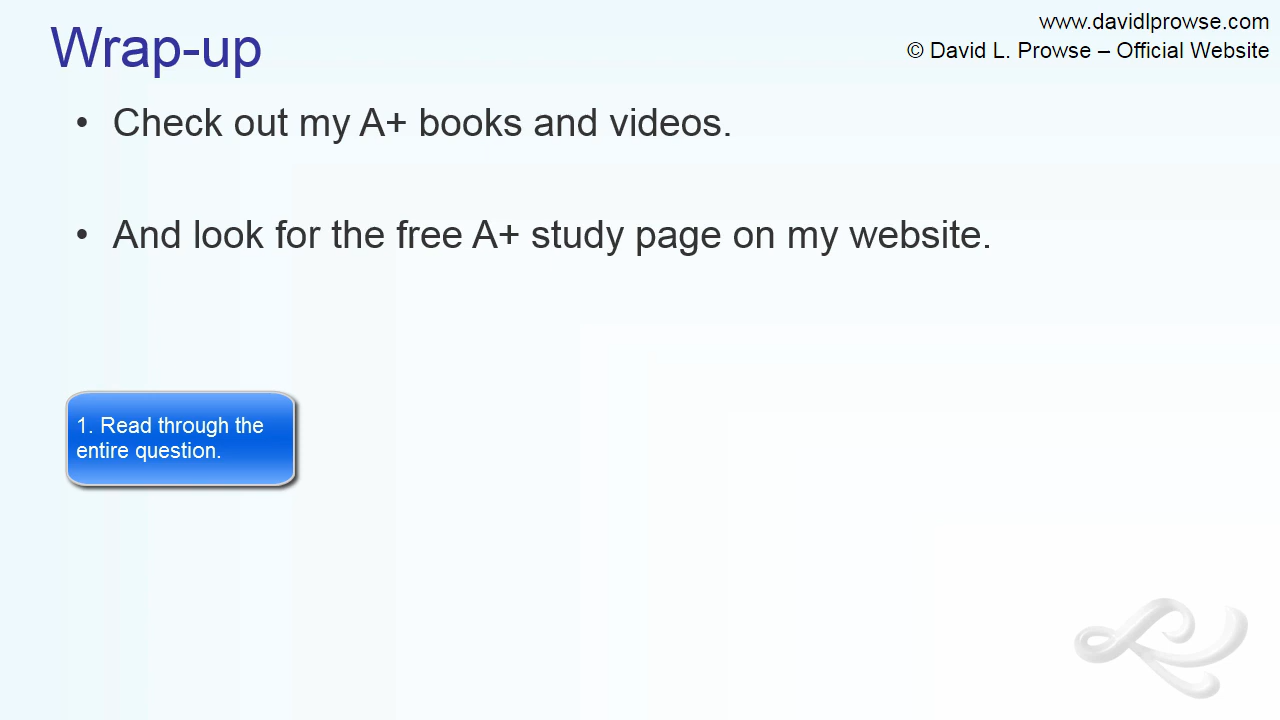 Wrap-up
www.davidlprowse.com
© David L. Prowse – Official Website
• Check out my A+ books and videos.
• And look for the free A+ study page on my website.
1. Read through the
entire question.